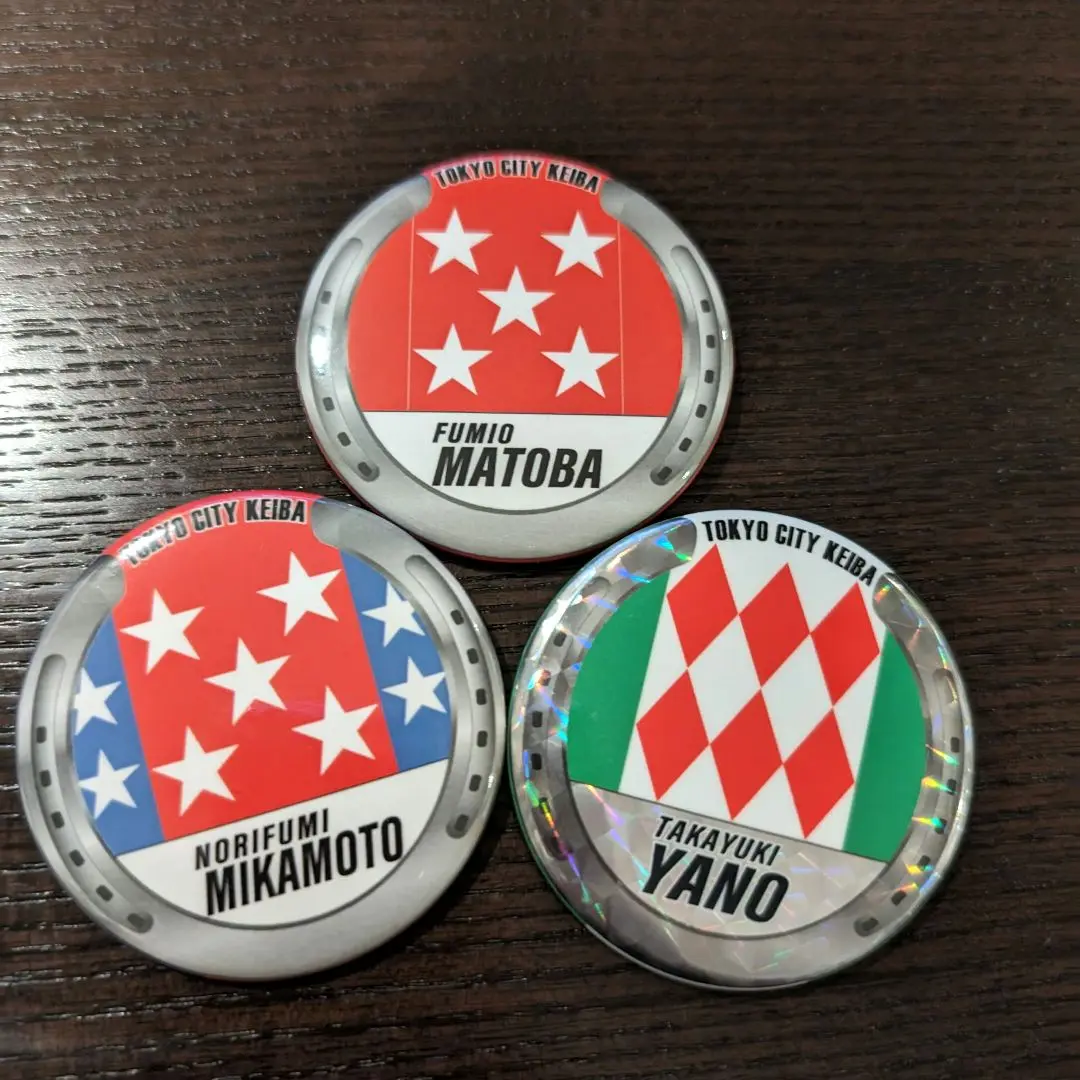 TOKYO CITY KEIBA
FUMIO
MATOBA
TOKYO CITY KEIBA
NORIFUMI
MIKAMOTO
TOKYO CITY KEIBA
TAKAYUKI
YANO